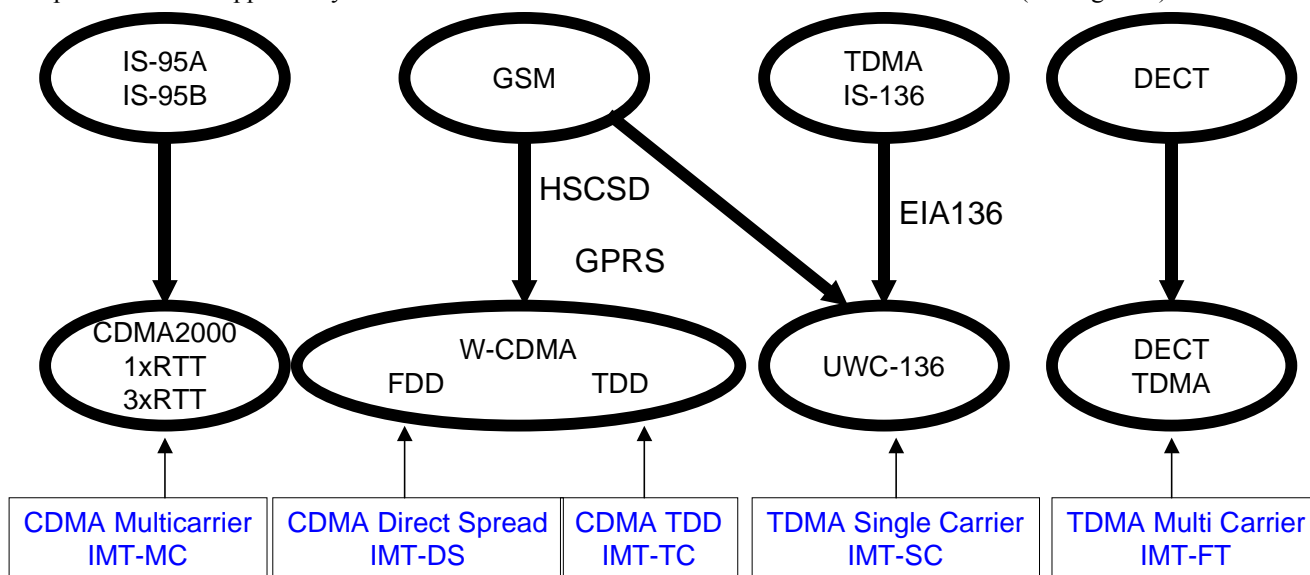 IS-95A
IS-95B
GSM
TDMA
IS-136
DECT
HSCSD
GPRS
EIA136
CDMA2000
1xRTT
3xRTT
W-CDMA
FDD TDD
UWC-136
DECT
TDMA
CDMA Multicarrier
IMT-MC
CDMA Direct Spread
IMT-DS
CDMA TDD
IMT-TC
TDMA Single Carrier
IMT-SC
TDMA Multi Carrier
IMT-FT